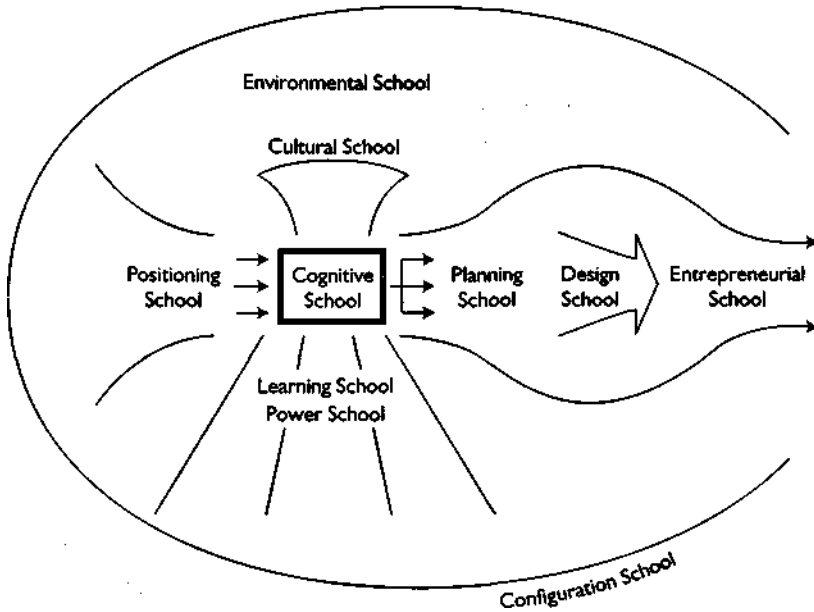 Environmental School
Cultural School
Positioning
School
Cognitive
School
Planning
School
Design
School
Entrepreneurial
School
Learning School
Power School
Configuration School